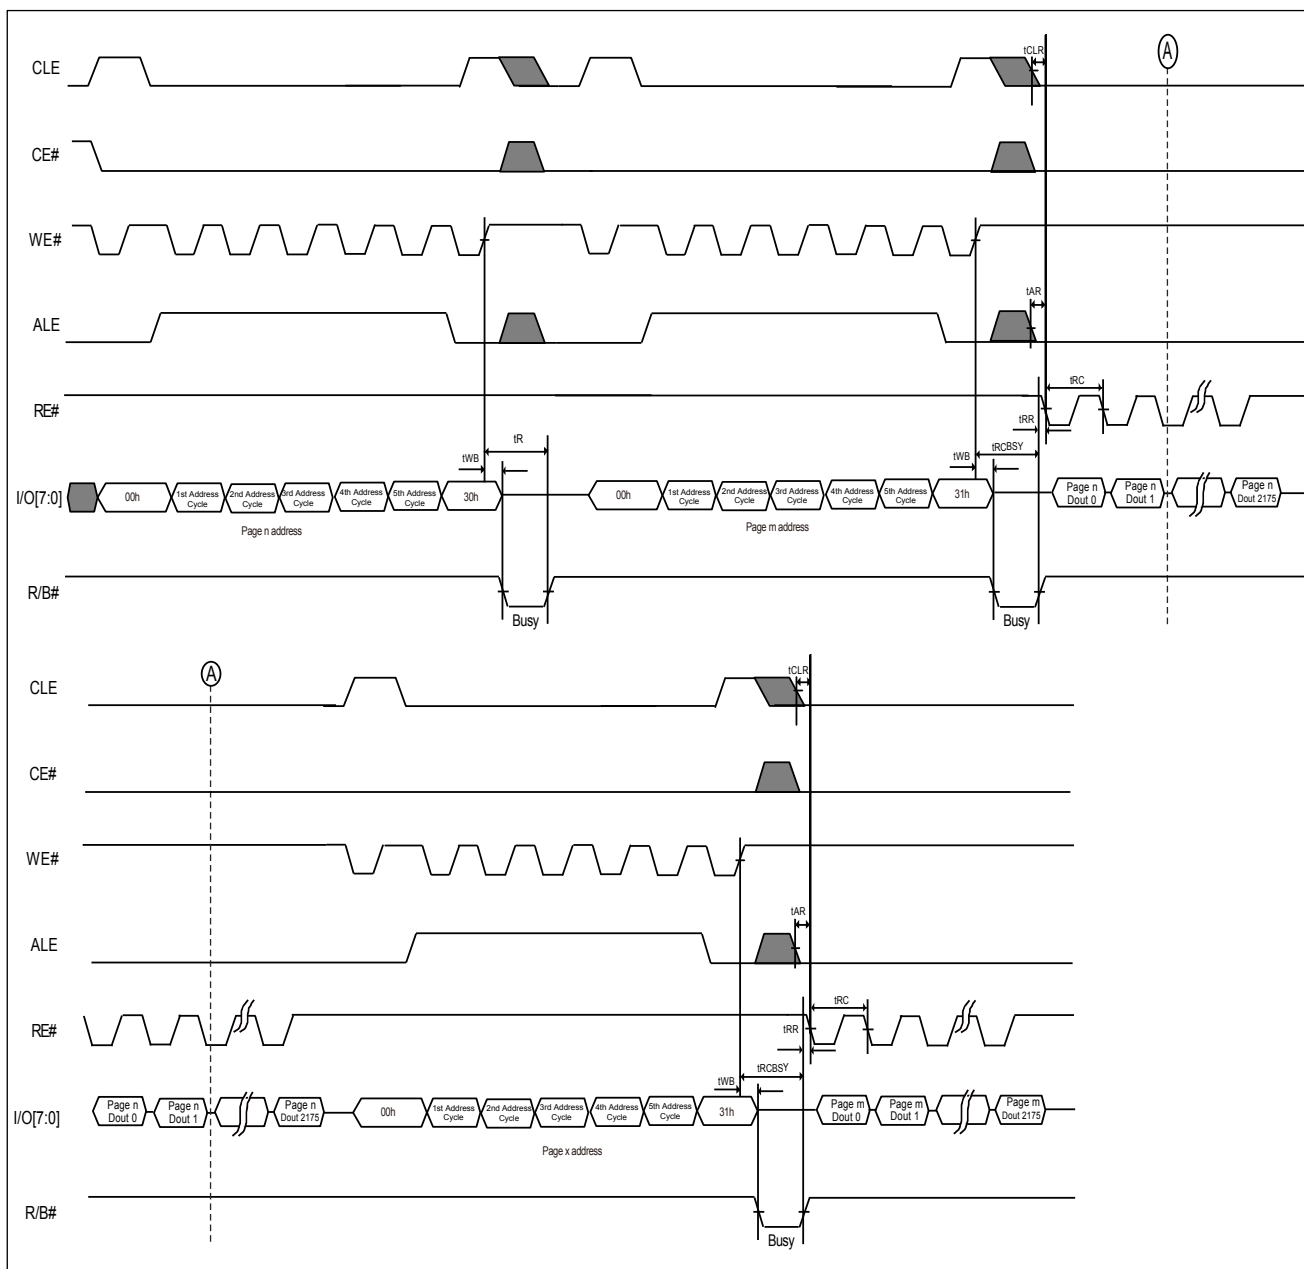 tCLR
A
CLE
CE#
WE#
tAR
ALE
tRC
RE#
tRR
tR
tRCBSY
tWB
tWB
I/O[7:0]
00h
1st Address Cycle
2nd Address Cycle
3rd Address Cycle
4th Address Cycle
5th Address Cycle
30h
00h
1st Address Cycle
2nd Address Cycle
3rd Address Cycle
4th Address Cycle
5th Address Cycle
31h
Page n Dout 0
Page n Dout 1
Page n Dout 2175
Page n address
Page m address
R/B#
Busy
Busy
A
tCLR
CLE
CE#
WE#
tAR
ALE
tRC
RE#
tRR
tRCBSY
tWB
I/O[7:0]
Page n Dout 0
Page n Dout 1
Page n Dout 2175
00h
1st Address Cycle
2nd Address Cycle
3rd Address Cycle
4th Address Cycle
5th Address Cycle
31h
Page m Dout 0
Page m Dout 1
Page m Dout 2175
Page x address
R/B#
Busy